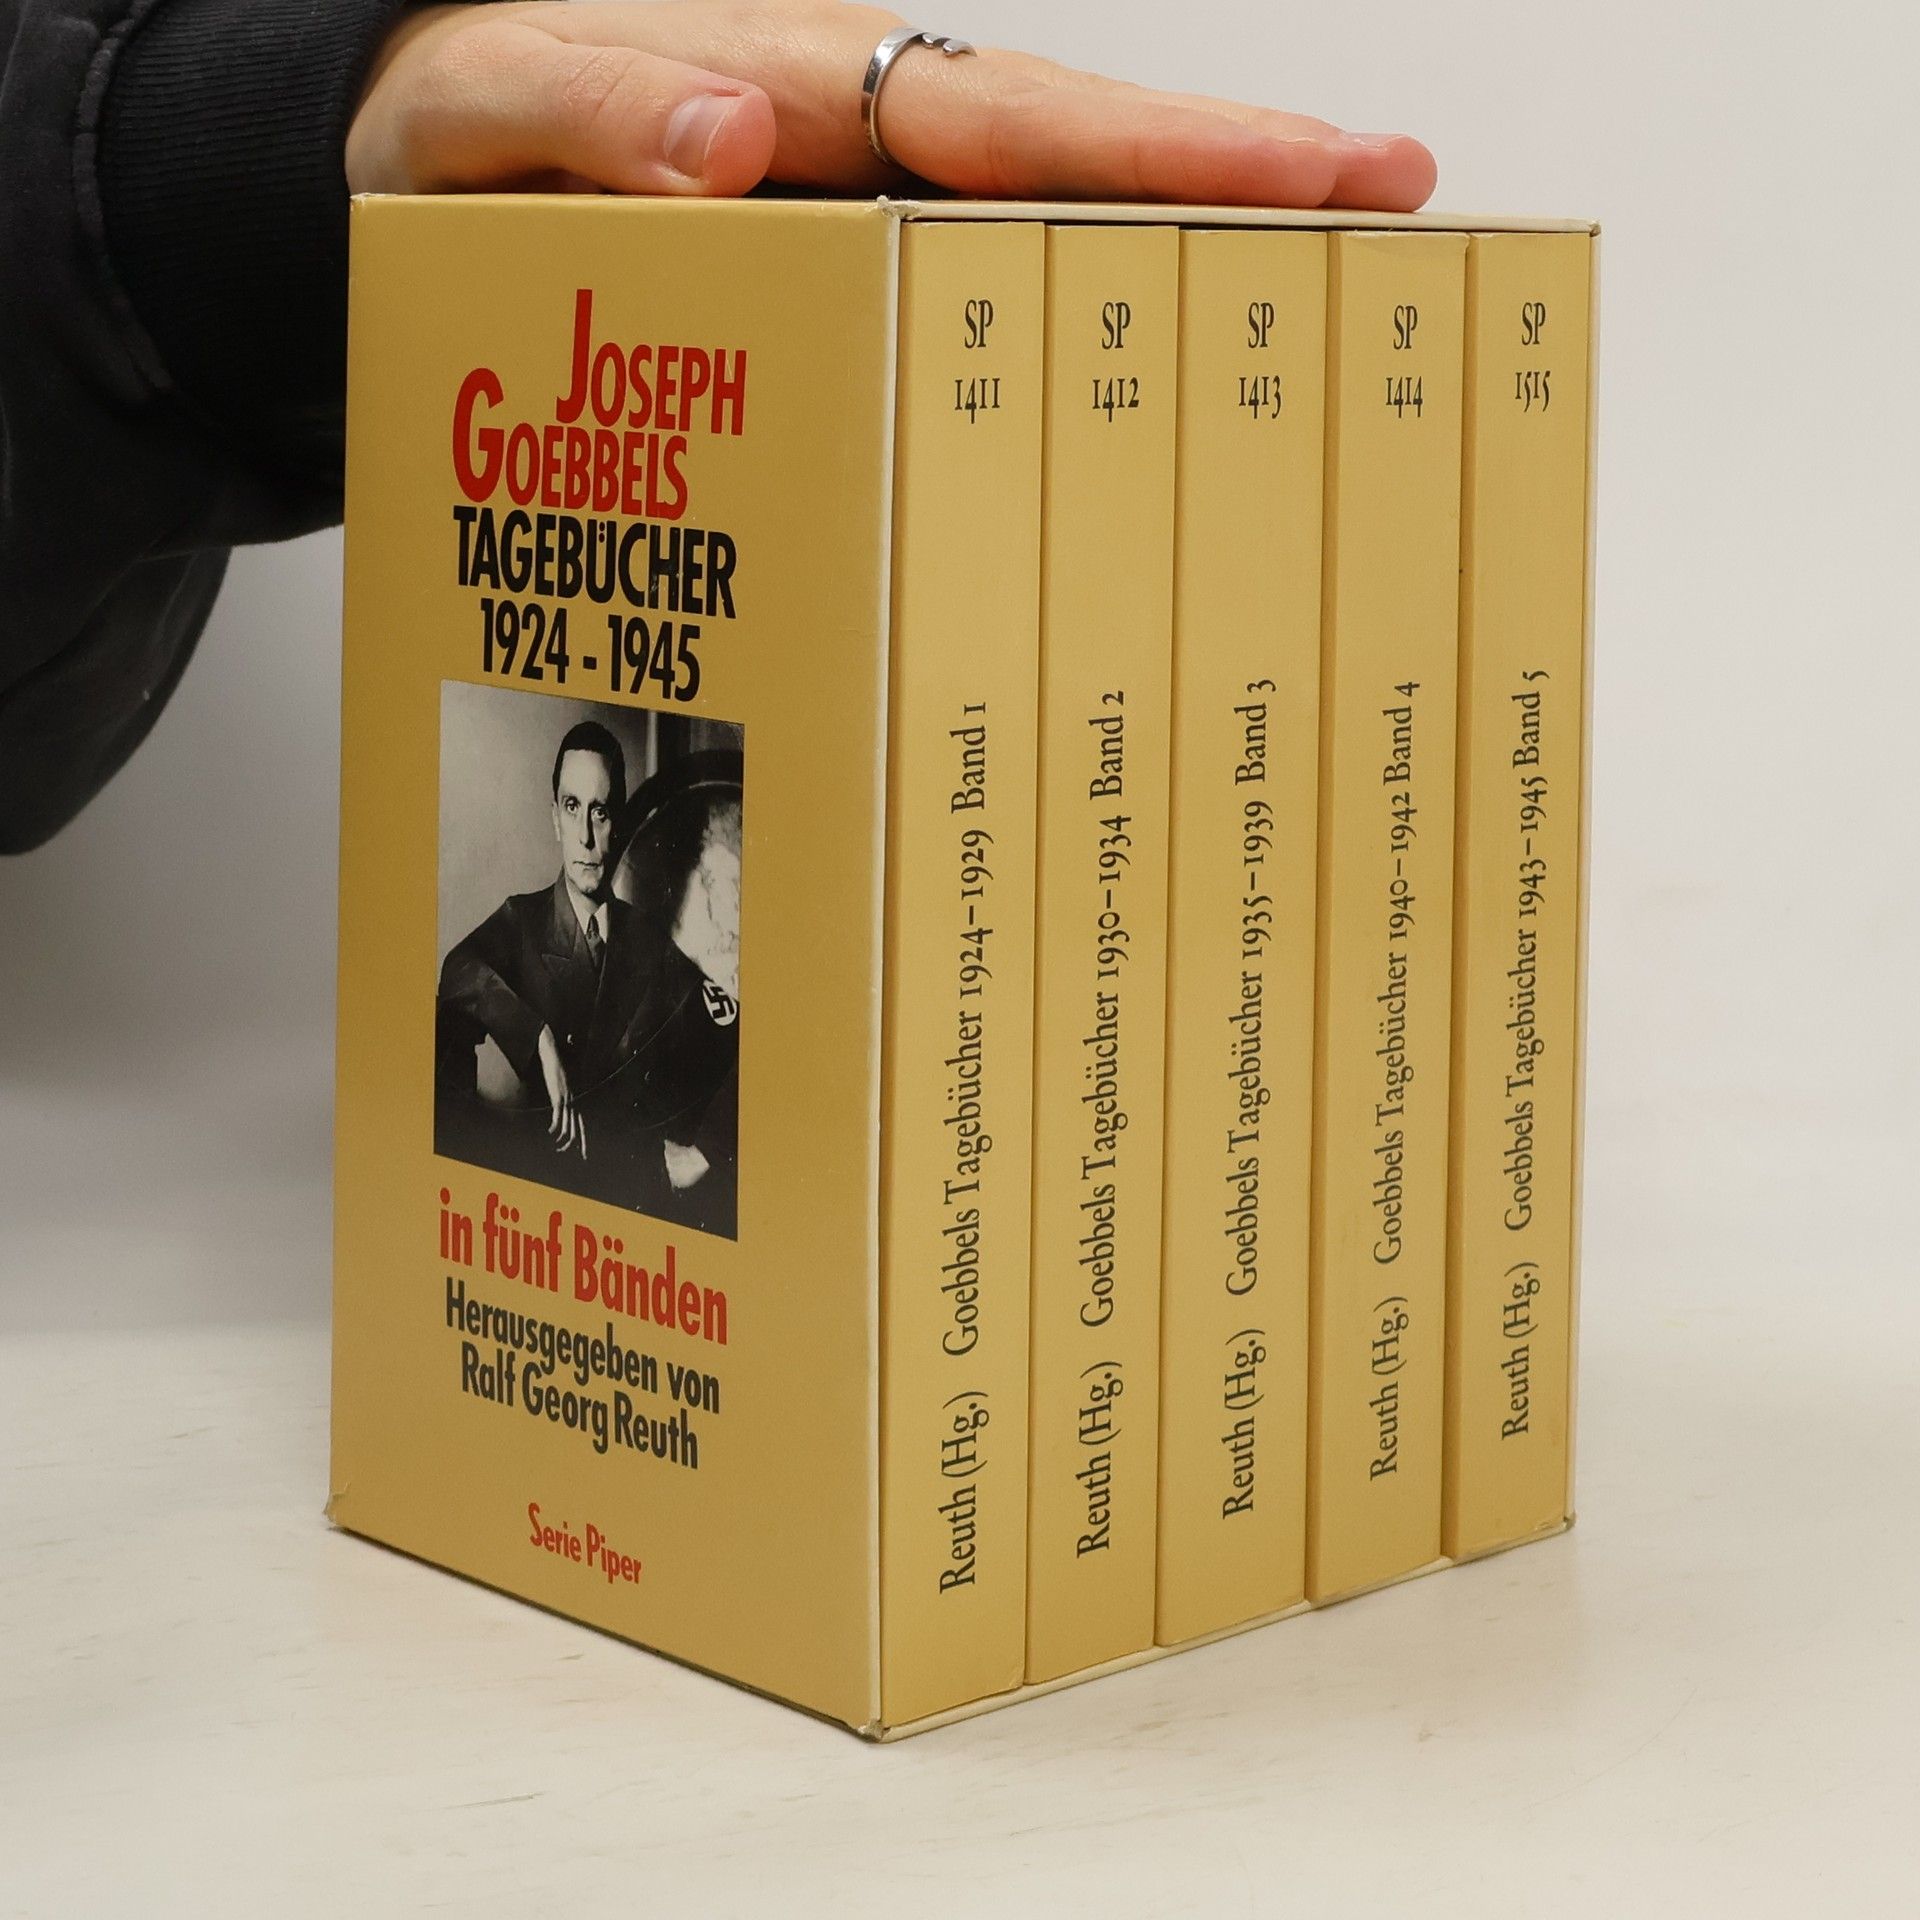 JOSEPH
GOEBBELS
TAGEBÜCHER
1924 - 1945
in fünf Bänden
Herausgegeben von
Ralf Georg Reuth
Serie Piper
SP
1411
Reuth (Hg.) Goebbels Tagebücher 1924–1929 Band 1
SP
1412
Reuth (Hg.) Goebbels Tagebücher 1930–1934 Band 2
SP
1413
Reuth (Hg.) Goebbels Tagebücher 1935–1939 Band 3
SP
1414
Reuth (Hg.) Goebbels Tagebücher 1940–1942 Band 4
SP
1515
Reuth (Hg.) Goebbels Tagebücher 1943–1945 Band 5